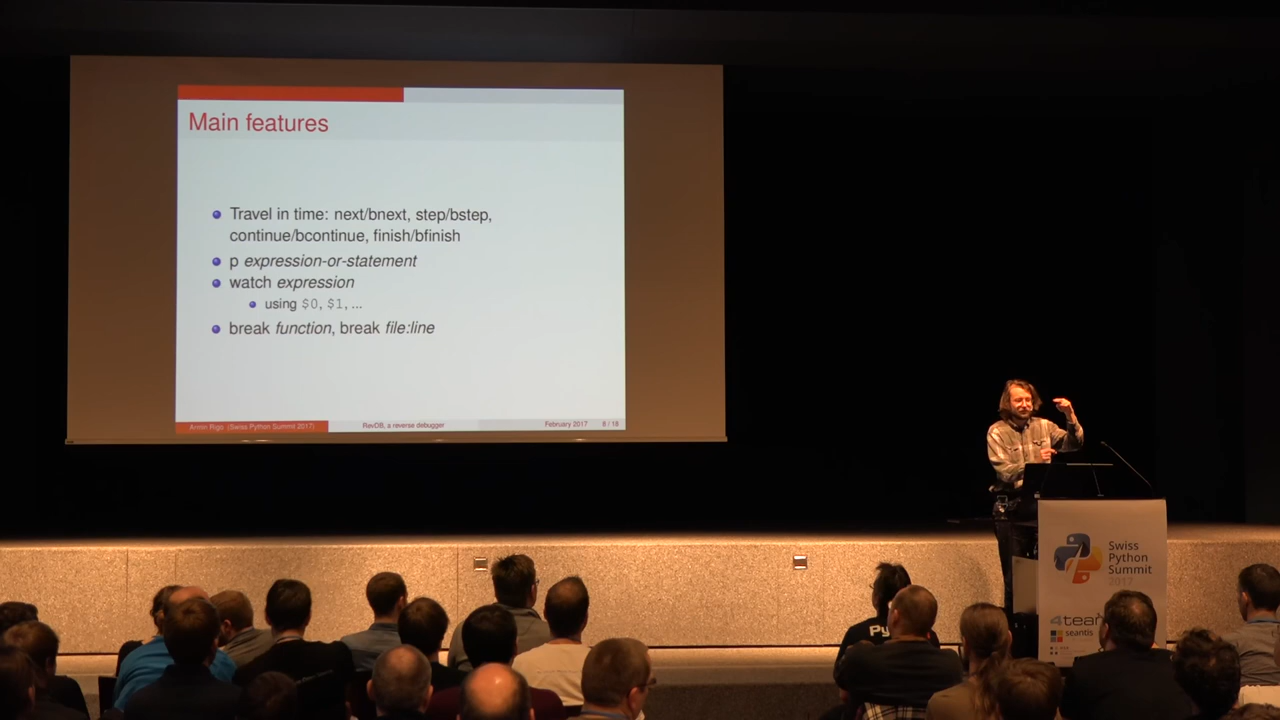 Main features
Travel in time: next/bnext, step/bstep,
continue/bcontinue, finish/bfinish
p expression-or-statement
watch expression
using $0, $1, ...
break function, break file:line
Armin Rigo (Swiss Python Summit 2017)
RevDB, a reverse debugger
February 2017
8 / 18
Swiss
Python
Summit
2017
4team
seantis
Py